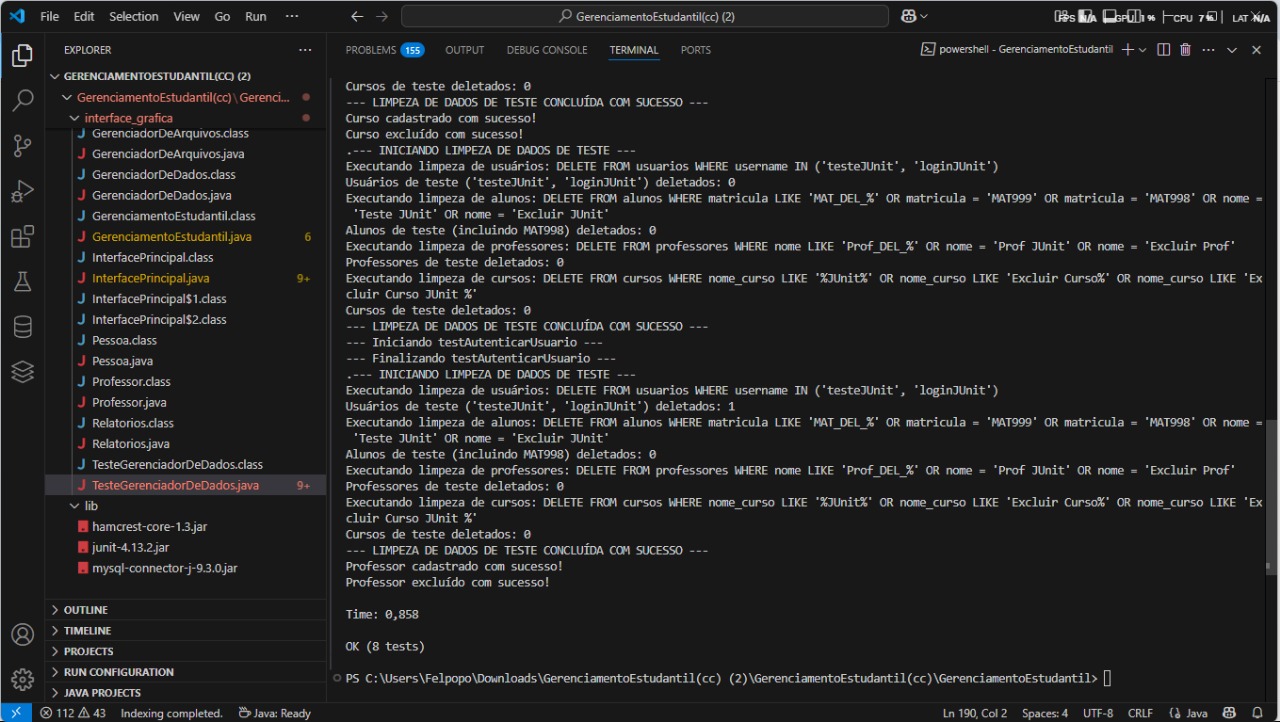 File Edit Selection View Go Run ···
GerenciamentoEstudantil(cc) (2)
GPU 1 % CPU 7 % LAT N/A
EXPLORER ···
GERENCIAMENTOESTUDANTIL(CC) (2)
GerenciamentoEstudantil(cc) \ Gerenci...
interface_grafica
GerenciadorDeArquivos.class
GerenciadorDeArquivos.java
GerenciadorDeDados.class
GerenciadorDeDados.java
GerenciamentoEstudantil.class
GerenciamentoEstudantil.java 6
InterfacePrincipal.class
InterfacePrincipal.java 9+
InterfacePrincipal$1.class
InterfacePrincipal$2.class
Pessoa.class
Pessoa.java
Professor.class
Professor.java
Relatorios.class
Relatorios.java
TesteGerenciadorDeDados.class
TesteGerenciadorDeDados.java 9+
lib
hamcrest-core-1.3.jar
junit-4.13.2.jar
mysql-connector-j-9.3.0.jar
OUTLINE
TIMELINE
PROJECTS
RUN CONFIGURATION
JAVA PROJECTS
PROBLEMS 155 OUTPUT DEBUG CONSOLE TERMINAL PORTS
powershell - GerenciamentoEstudantil
Cursos de teste deletados: 0
--- LIMPEZA DE DADOS DE TESTE CONCLUÍDA COM SUCESSO ---
Curso cadastrado com sucesso!
Curso excluído com sucesso!
.--- INICIANDO LIMPEZA DE DADOS DE TESTE ---
Executando limpeza de usuários: DELETE FROM usuarios WHERE username IN ('testeJUnit', 'loginJUnit')
Usuários de teste ('testeJUnit', 'loginJUnit') deletados: 0
Executando limpeza de alunos: DELETE FROM alunos WHERE matricula LIKE 'MAT_DEL_%' OR matricula = 'MAT999' OR matricula = 'MAT998' OR nome =
'Teste JUnit' OR nome = 'Excluir JUnit'
Alunos de teste (incluindo MAT998) deletados: 0
Executando limpeza de professores: DELETE FROM professores WHERE nome LIKE 'Prof_DEL_%' OR nome = 'Prof JUnit' OR nome = 'Excluir Prof'
Professores de teste deletados: 0
Executando limpeza de cursos: DELETE FROM cursos WHERE nome_curso LIKE '%JUnit%' OR nome_curso LIKE 'Excluir Curso%' OR nome_curso LIKE 'Ex
cluir Curso JUnit %'
Cursos de teste deletados: 0
--- LIMPEZA DE DADOS DE TESTE CONCLUÍDA COM SUCESSO ---
--- Iniciando testAutenticarUsuario ---
--- Finalizando testAutenticarUsuario ---
.--- INICIANDO LIMPEZA DE DADOS DE TESTE ---
Executando limpeza de usuários: DELETE FROM usuarios WHERE username IN ('testeJUnit', 'loginJUnit')
Usuários de teste ('testeJUnit', 'loginJUnit') deletados: 1
Executando limpeza de alunos: DELETE FROM alunos WHERE matricula LIKE 'MAT_DEL_%' OR matricula = 'MAT999' OR matricula = 'MAT998' OR nome =
'Teste JUnit' OR nome = 'Excluir JUnit'
Alunos de teste (incluindo MAT998) deletados: 0
Executando limpeza de professores: DELETE FROM professores WHERE nome LIKE 'Prof_DEL_%' OR nome = 'Prof JUnit' OR nome = 'Excluir Prof'
Professores de teste deletados: 0
Executando limpeza de cursos: DELETE FROM cursos WHERE nome_curso LIKE '%JUnit%' OR nome_curso LIKE 'Excluir Curso%' OR nome_curso LIKE 'Ex
cluir Curso JUnit %'
Cursos de teste deletados: 0
--- LIMPEZA DE DADOS DE TESTE CONCLUÍDA COM SUCESSO ---
Professor cadastrado com sucesso!
Professor excluído com sucesso!
Time: 0,858
OK (8 tests)
PS C:\Users\Felpopo\Downloads\GerenciamentoEstudantil(cc) (2)\GerenciamentoEstudantil(cc)\GerenciamentoEstudantil>
112 43 Indexing completed. Java: Ready Ln 190, Col 2 Spaces: 4 UTF-8 CRLF Java